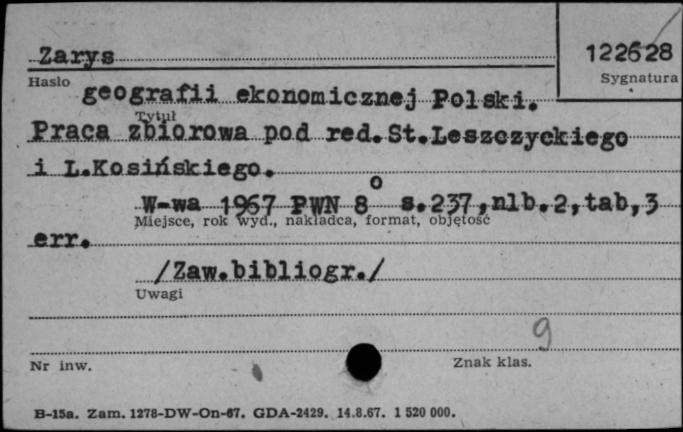 Zarys
122628
Hasło
Sygnatura
geografii ekonomicznej Polski.
Tytuł
Praca zbiorowa pod red.St.Leszczyckiego
i L.Kosińskiego.
W-wa 1967 PWN 8o s.237,nlb.2,tab,3
Miejsce, rok wyd., nakładca, format, objętość
err.
/Zaw.bibliogr./
Uwagi
9
Nr inw.
Znak klas.
B-15a. Zam. 1278-DW-On-67. GDA-2429. 14.8.67. 1 520 000.